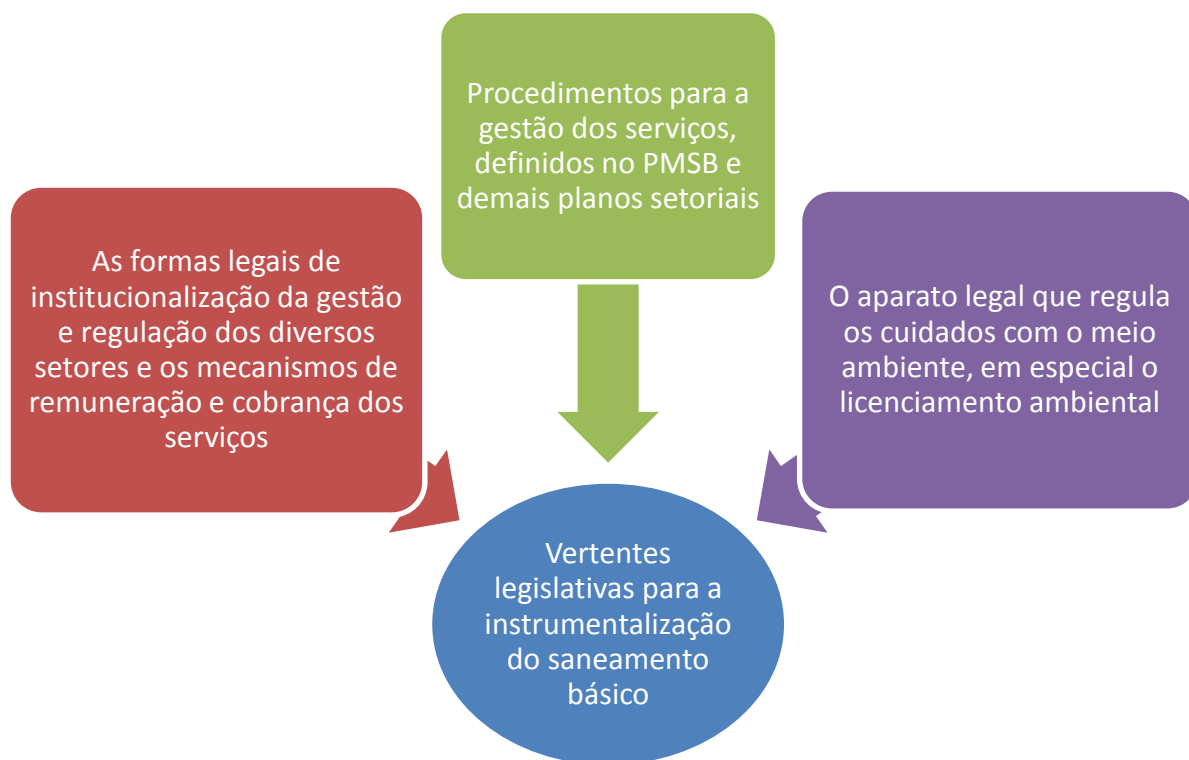 Procedimentos para a
gestão dos serviços,
definidos no PMSB e
demais planos setoriais
As formas legais de
institucionalização da gestão
e regulação dos diversos
setores e os mecanismos de
remuneração e cobrança dos
serviços
O aparato legal que regula
os cuidados com o meio
ambiente, em especial o
licenciamento ambiental
Vertentes
legislativas para a
instrumentalização
do saneamento
básico